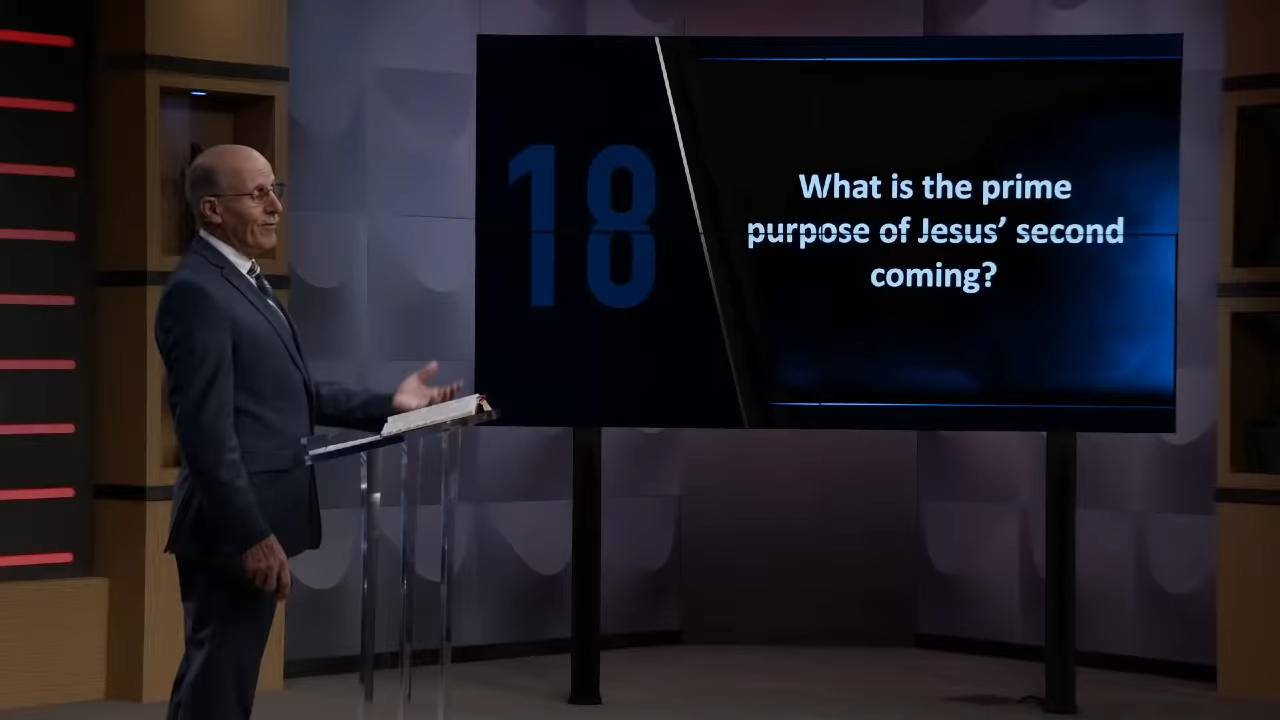 18
What is the prime
purpose of Jesus’ second
coming?